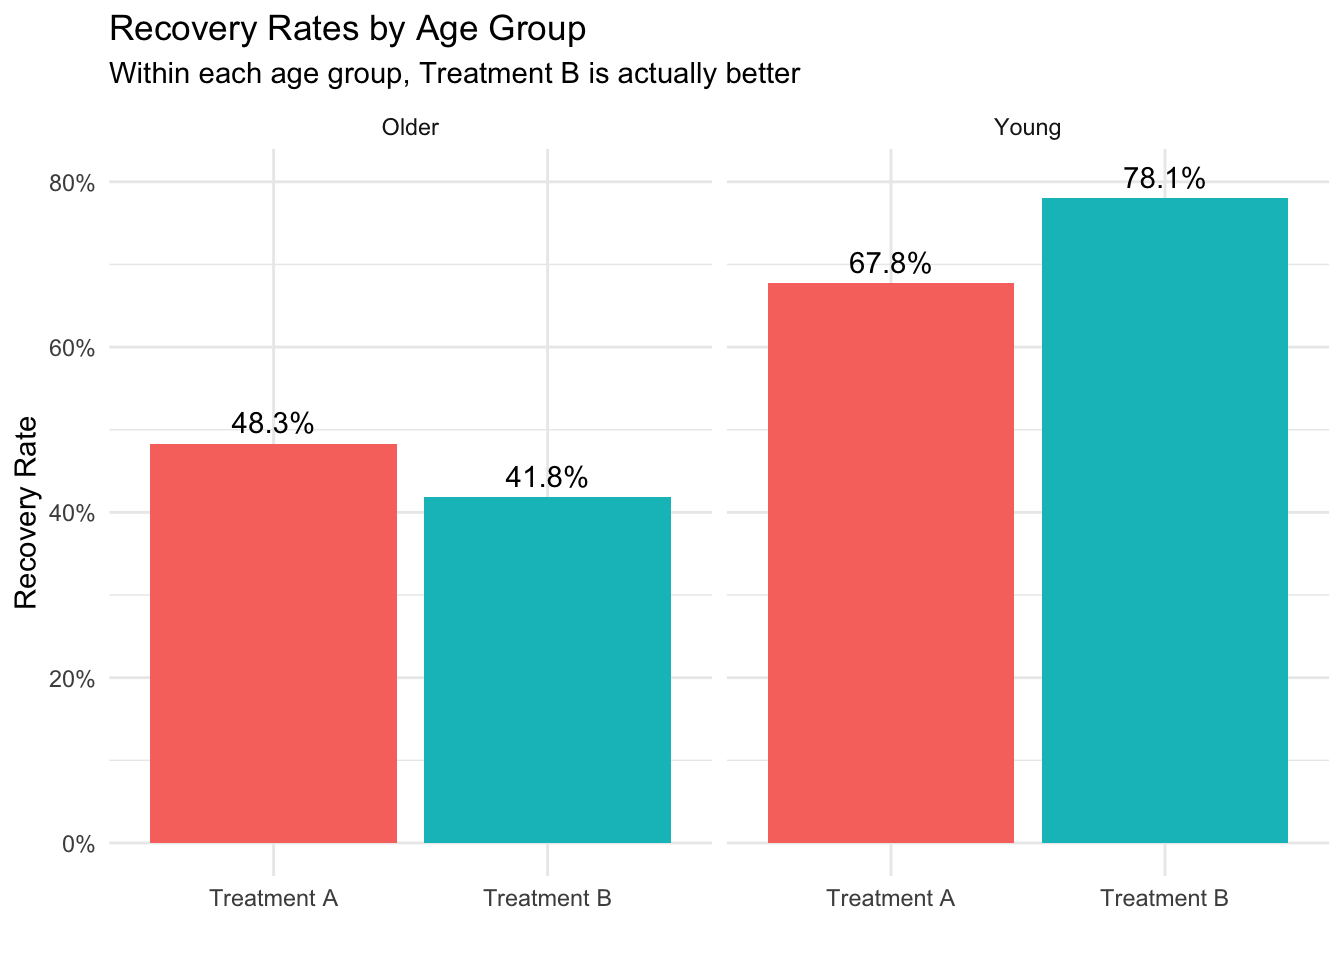 Recovery Rates by Age Group
Within each age group, Treatment B is actually better
Older
Young
Recovery Rate
80%
60%
40%
20%
0%
48.3%
41.8%
67.8%
78.1%
Treatment A
Treatment B
Treatment A
Treatment B